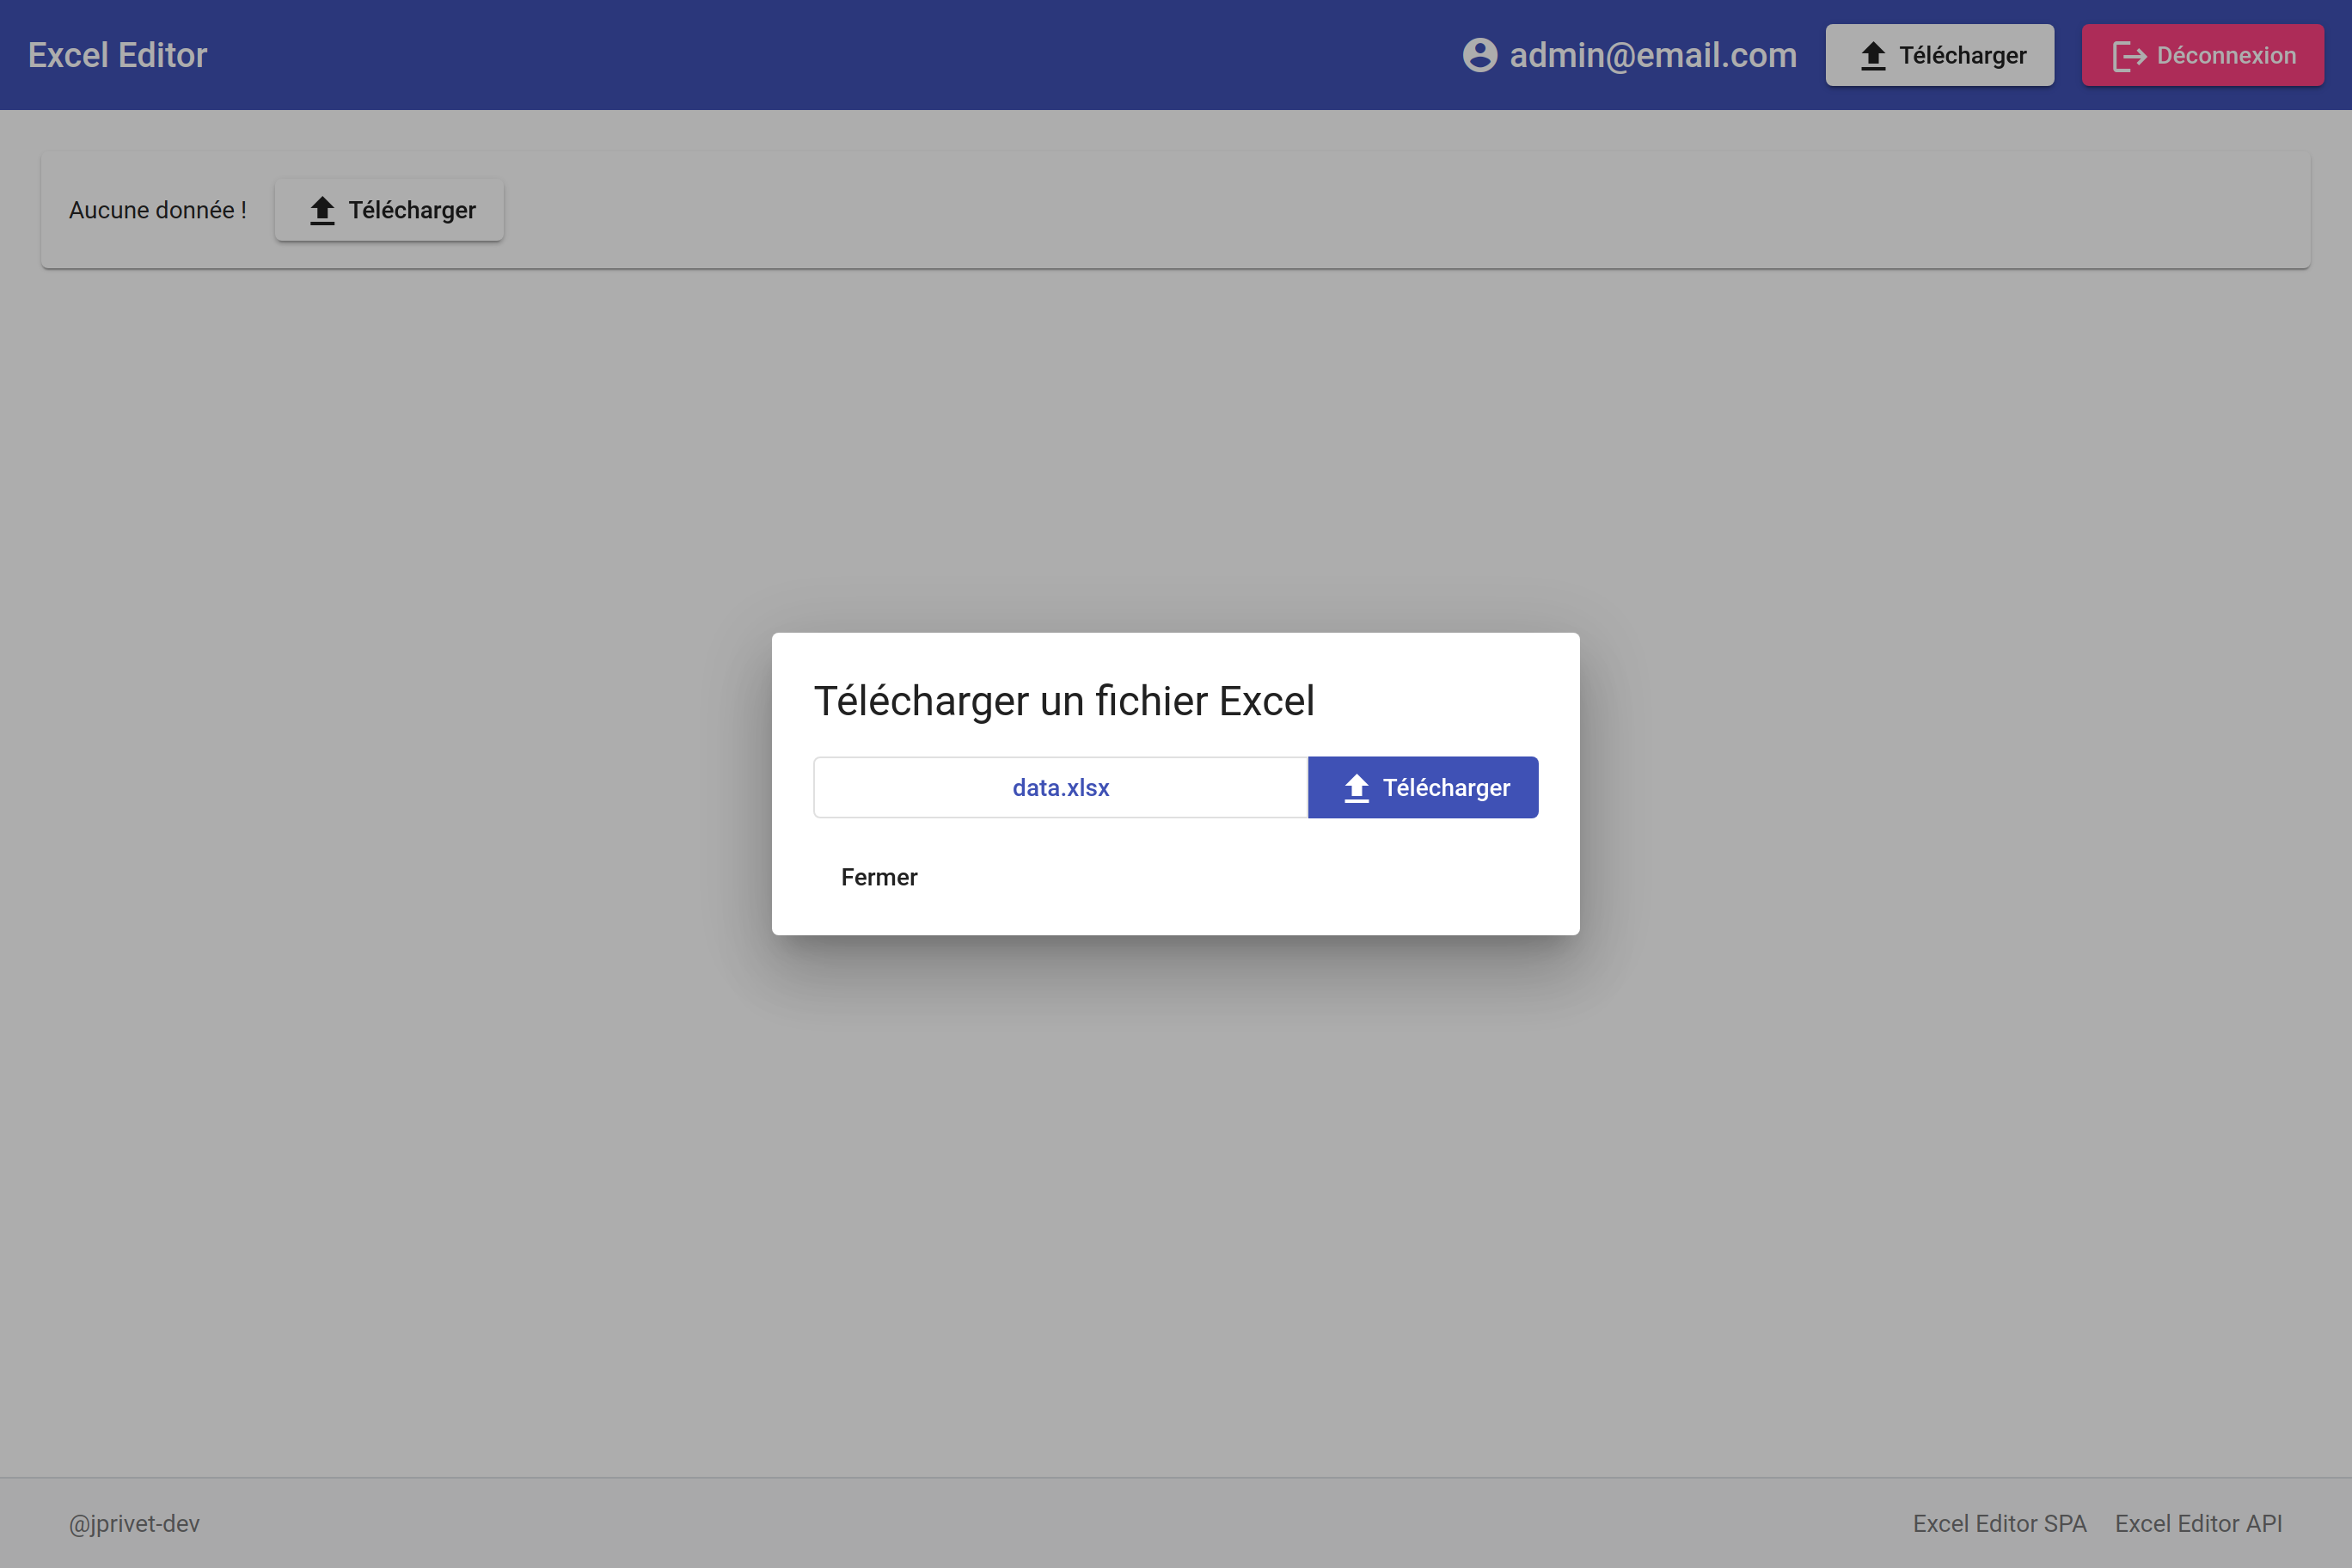 Excel Editor
admin@email.com
Télécharger
Déconnexion
Aucune donnée !
Télécharger
Télécharger un fichier Excel
data.xlsx
Télécharger
Fermer
@jprivet-dev
Excel Editor SPA
Excel Editor API